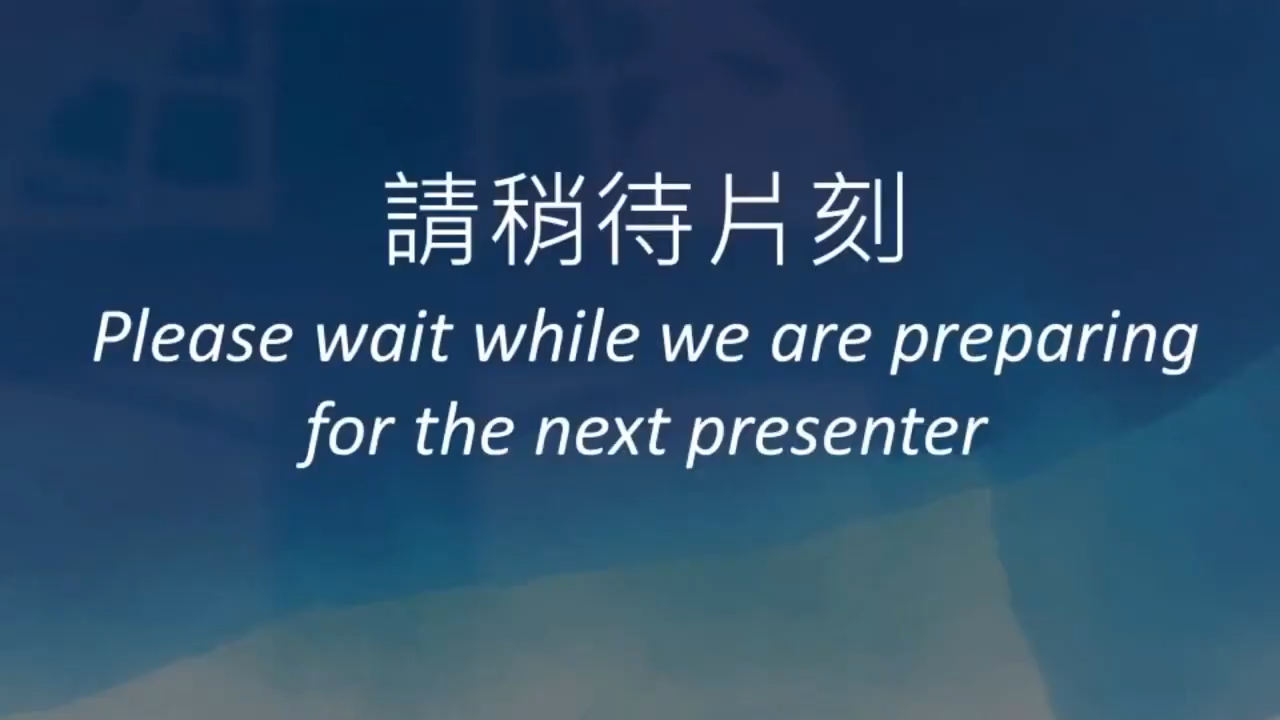 請稍待片刻
Please wait while we are preparing
for the next presenter